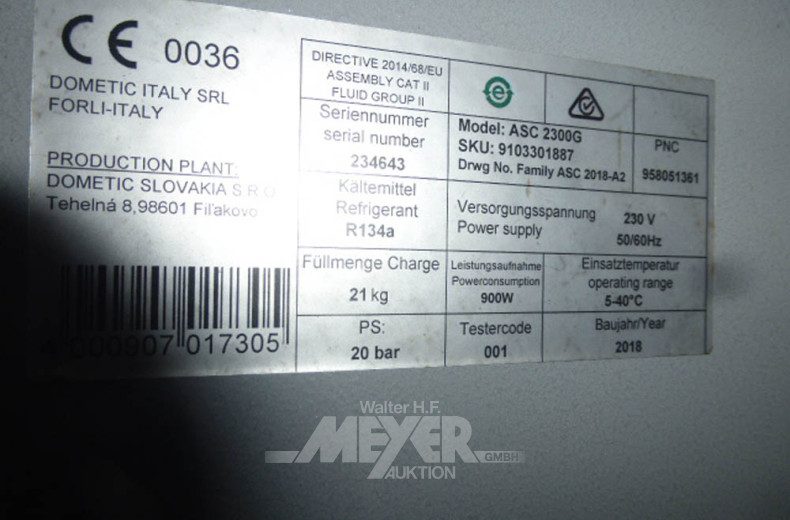 CE 0036
DOMETIC ITALY SRL
FORLI-ITALY
PRODUCTION PLANT:
DOMETIC SLOVAKIA S.R.O
Tehelná 8,98601 Fiľakovo
4 000907 017305
DIRECTIVE 2014/68/EU
ASSEMBLY CAT II
FLUID GROUP II
Seriennummer
serial number
234643
Model: ASC 2300G
SKU: 9103301887
Drwg No. Family ASC 2018-A2
PNC
958051361
Kältemittel
Refrigerant
R134a
Versorgungsspannung
Power supply
230 V
50/60Hz
Füllmenge Charge
21 kg
Leistungsaufnahme
Powerconsumption
900W
Einsatztemperatur
operating range
5-40°C
PS:
20 bar
Testercode
001
Baujahr/Year
2018
Walter H.F.
MEYER
GMBH
AUKTION